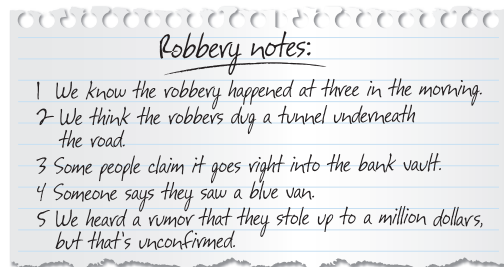 Robbery notes:
1 We know the robbery happened at three in the morning.
2 We think the robbers dug a tunnel underneath
the road.
3 Some people claim it goes right into the bank vault.
4 Someone says they saw a blue van.
5 We heard a rumor that they stole up to a million dollars,
but that's unconfirmed.